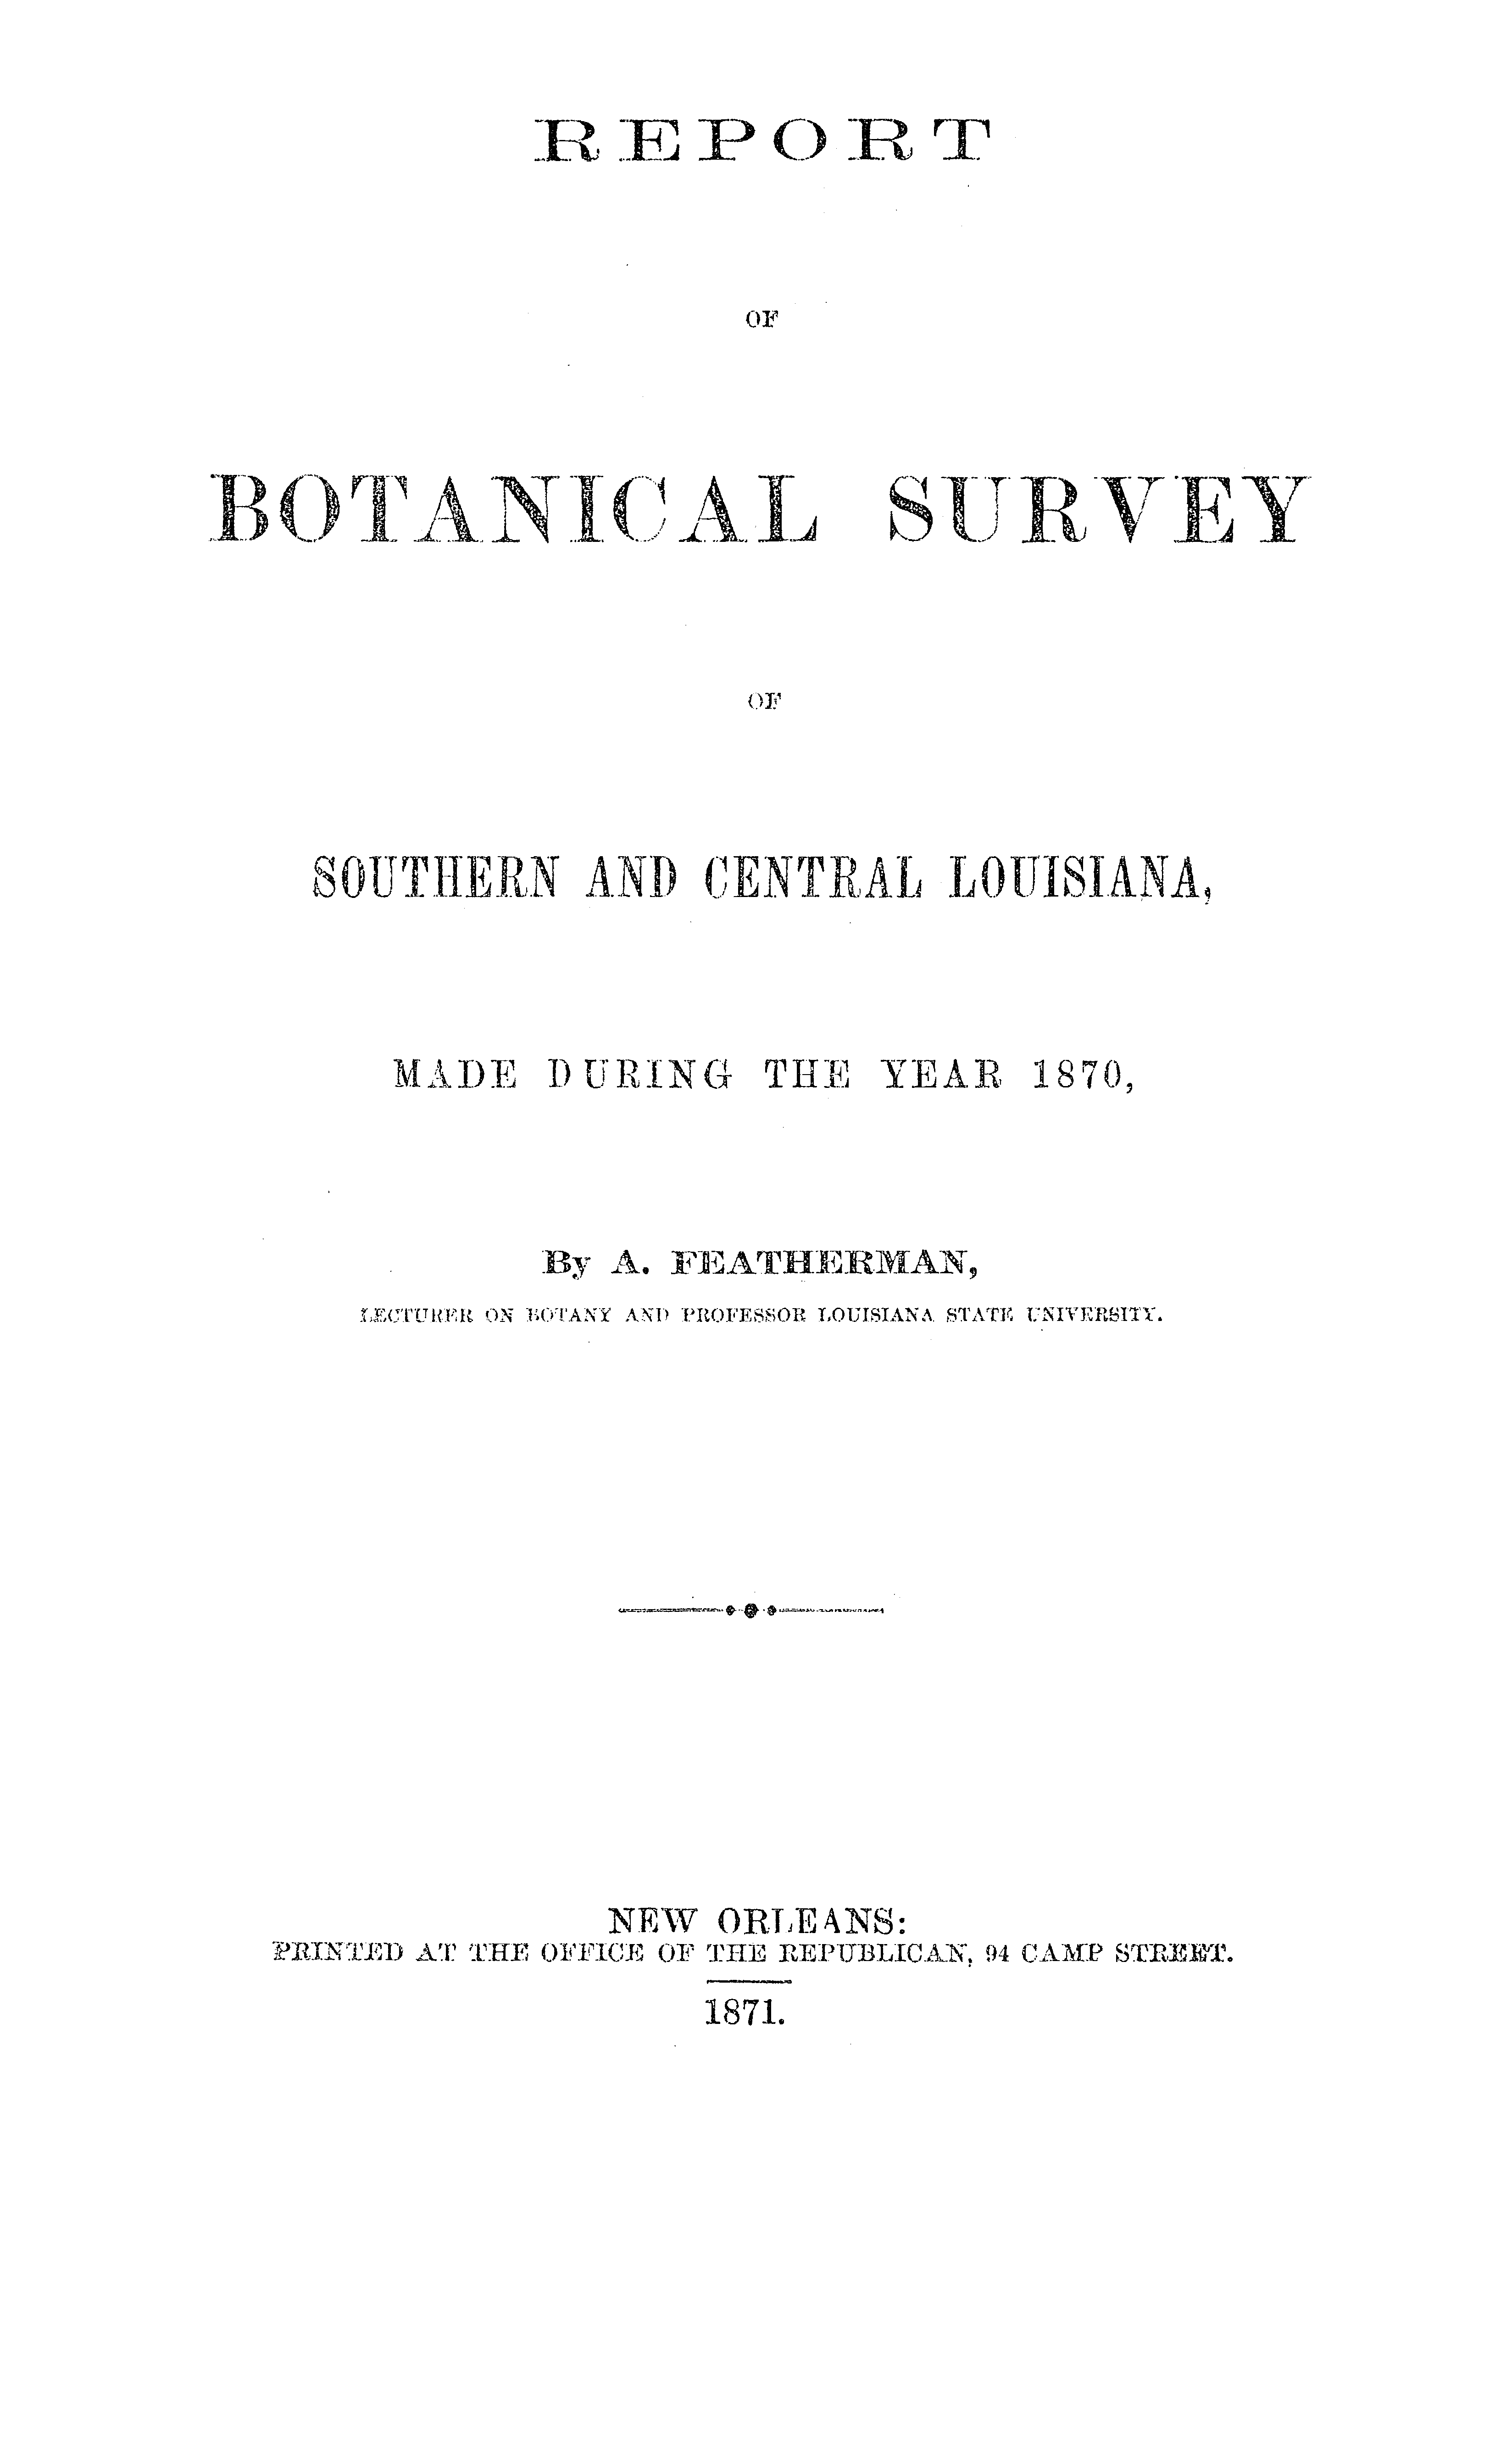 REPORT
OF
BOTANICAL SURVEY
OF
SOUTHERN AND CENTRAL LOUISIANA,
MADE DURING THE YEAR 1870,
By A. FEATHERMAN,
LECTURER ON BOTANY AND PROFESSOR LOUISIANA STATE UNIVERSITY.
NEW ORLEANS:
PRINTED AT THE OFFICE OF THE REPUBLICAN, 94 CAMP STREET.
1871.